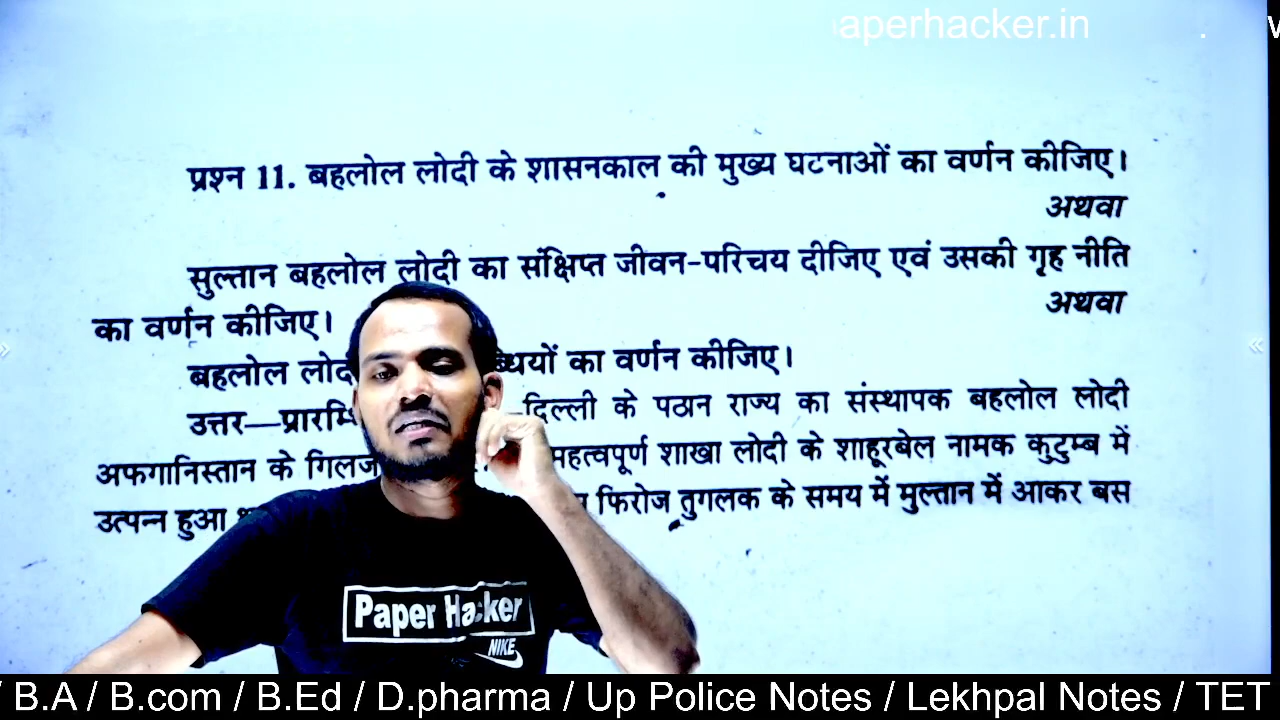 aperhacker.in
प्रश्न 11. बहलोल लोदी के शासनकाल की मुख्य घटनाओं का वर्णन कीजिए।
अथवा
सुल्तान बहलोल लोदी का संक्षिप्त जीवन-परिचय दीजिए एवं उसकी गृह नीति
अथवा
का वर्णन कीजिए।
बहलोल का वर्णन कीजिए।
उत्तर— —दिल्ली के पठान राज्य का संस्थापक बहलोल लोदी
अफगानिस्तान के महत्वपूर्ण शाखा लोदी के शाहूरबेल नामक कुटुम्ब में
उत्पन्न हुआ फिरोज तुगलक के समय में मुल्तान में आकर बस
Paper Hacker
NIKE
/ B.A / B.com / B.Ed / D.pharma / Up Police Notes / Lekhpal Notes / TET